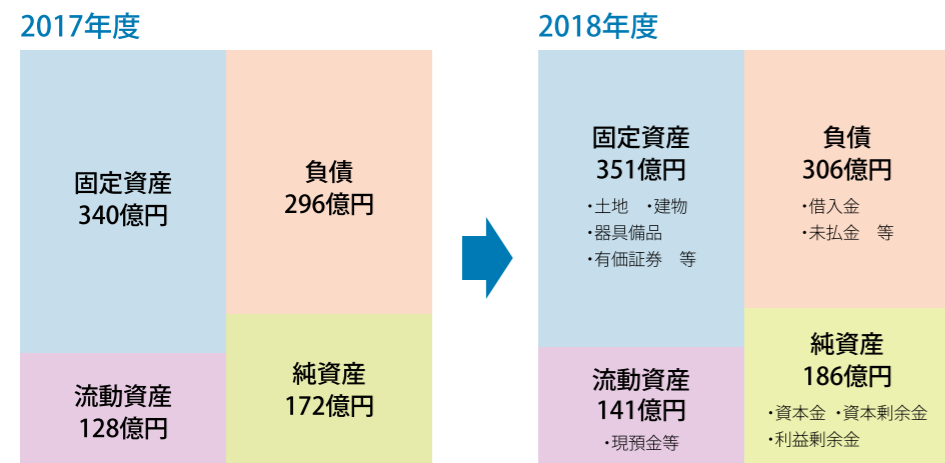 2017年度
固定資産
340億円
負債
296億円
流動資産
128億円
純資産
172億円
2018年度
固定資産
351億円
・土地　・建物
・器具備品
・有価証券　等
負債
306億円
・借入金
・未払金　等
流動資産
141億円
・現預金等
純資産
186億円
・資本金 ・資本剰余金
・利益剰余金